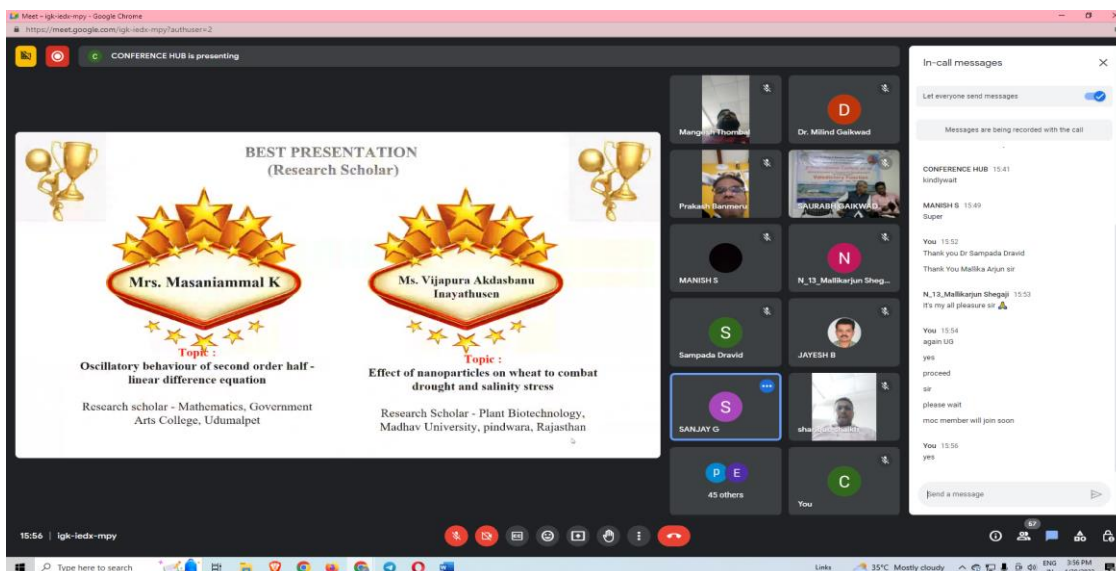 Meet – igk-iedx-mpy - Google Chrome
https://meet.google.com/igk-iedx-mpy?authuser=2
C CONFERENCE HUB is presenting
BEST PRESENTATION
(Research Scholar)
Mrs. Masaniammal K
Topic :
Oscillatory behaviour of second order half -
linear difference equation
Research scholar - Mathematics, Government
Arts College, Udumalpet
Ms. Vijapura Akdasbanu
Inayathusen
Topic :
Effect of nanoparticles on wheat to combat
drought and salinity stress
Research Scholar - Plant Biotechnology,
Madhav University, pindwara, Rajasthan
Mangesh Thombal
D
Dr. Milind Gaikwad
Prakash Banmeru
SAURABH GAIKWAD
MANISH S
N
N_13_Mallikarjun Sheg...
S
Sampada Dravid
JAYESH B
S
SANJAY G
P E
45 others
C
You
In-call messages
Let everyone send messages
Messages are being recorded with the call
CONFERENCE HUB 15:41
kindlywait
MANISH S 15:49
Super
You 15:52
Thank you Dr Sampada Dravid
Thank You Mallika Arjun sir
N_13_Mallikarjun Shegaji 15:53
It's my all pleasure sir 🙏
You 15:54
again UG
yes
proceed
sir
please wait
moc member will join soon
You 15:56
yes
Send a message
15:56 | igk-iedx-mpy
67
Type here to search
Links
35°C Mostly cloudy
ENG
3:56 PM